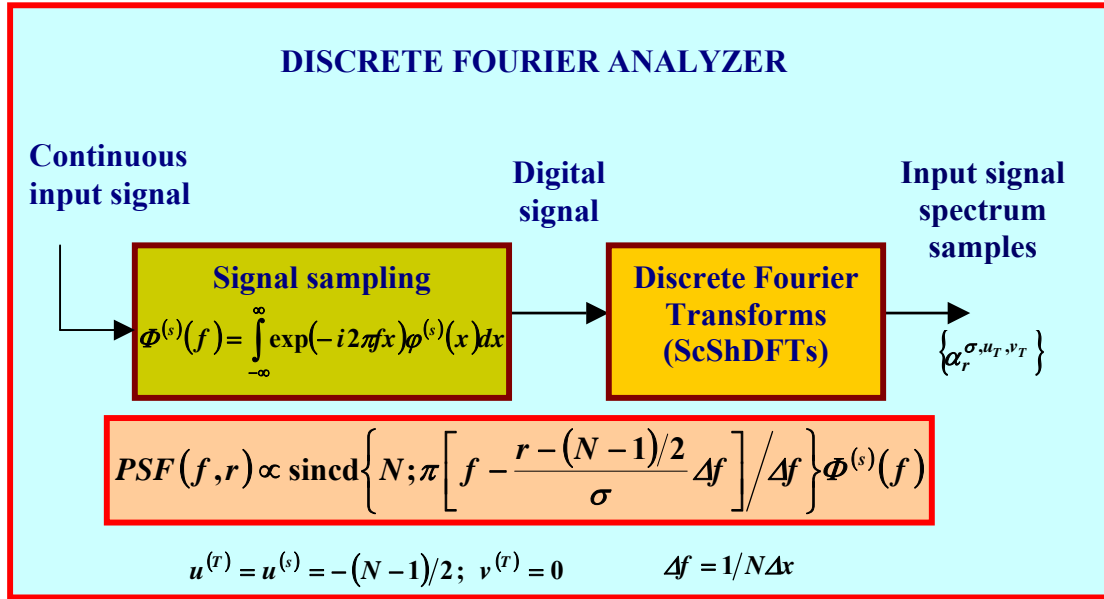 DISCRETE FOURIER ANALYZER
Continuous
input signal
Digital
signal
Input signal
spectrum
samples
Signal sampling
Φ^(s)(f) = ∫_{-∞}^{∞} exp(-i2πfx)φ^(s)(x)dx
Discrete Fourier
Transforms
(ScShDFTs)
{α_r^{σ,u_T,v_T}}
PSF(f,r) ∝ sincd{N;π[f - (r-(N-1)/2)/σ Δf]/Δf}Φ^(s)(f)
u^(T) = u^(s) = -(N-1)/2; v^(T) = 0
Δf = 1/NΔx